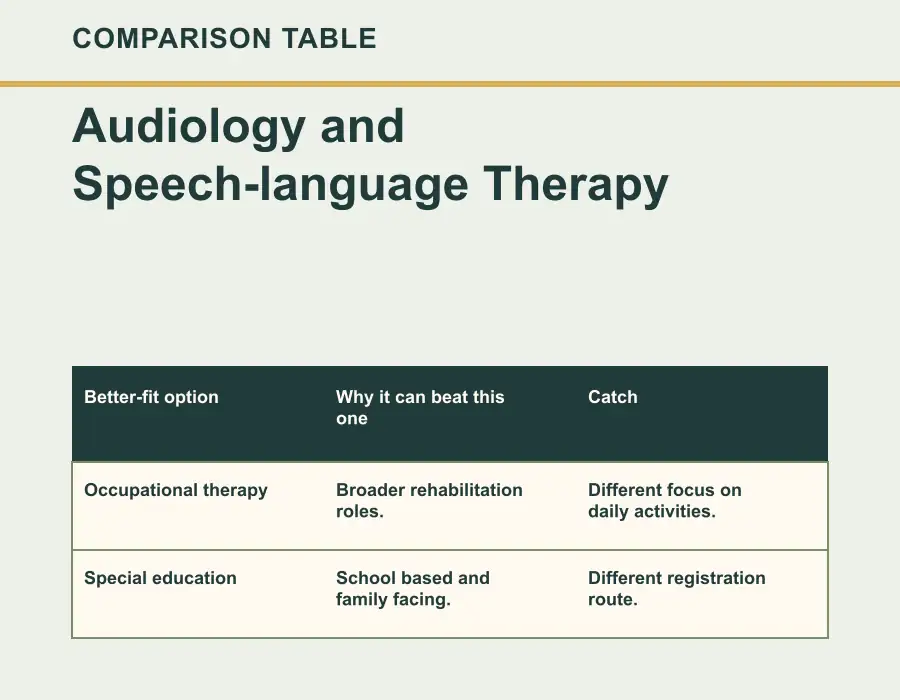 COMPARISON TABLE
Audiology and
Speech-language Therapy
Better-fit option
Why it can beat this
one
Catch
Occupational therapy
Broader rehabilitation
roles.
Different focus on
daily activities.
Special education
School based and
family facing.
Different registration
route.